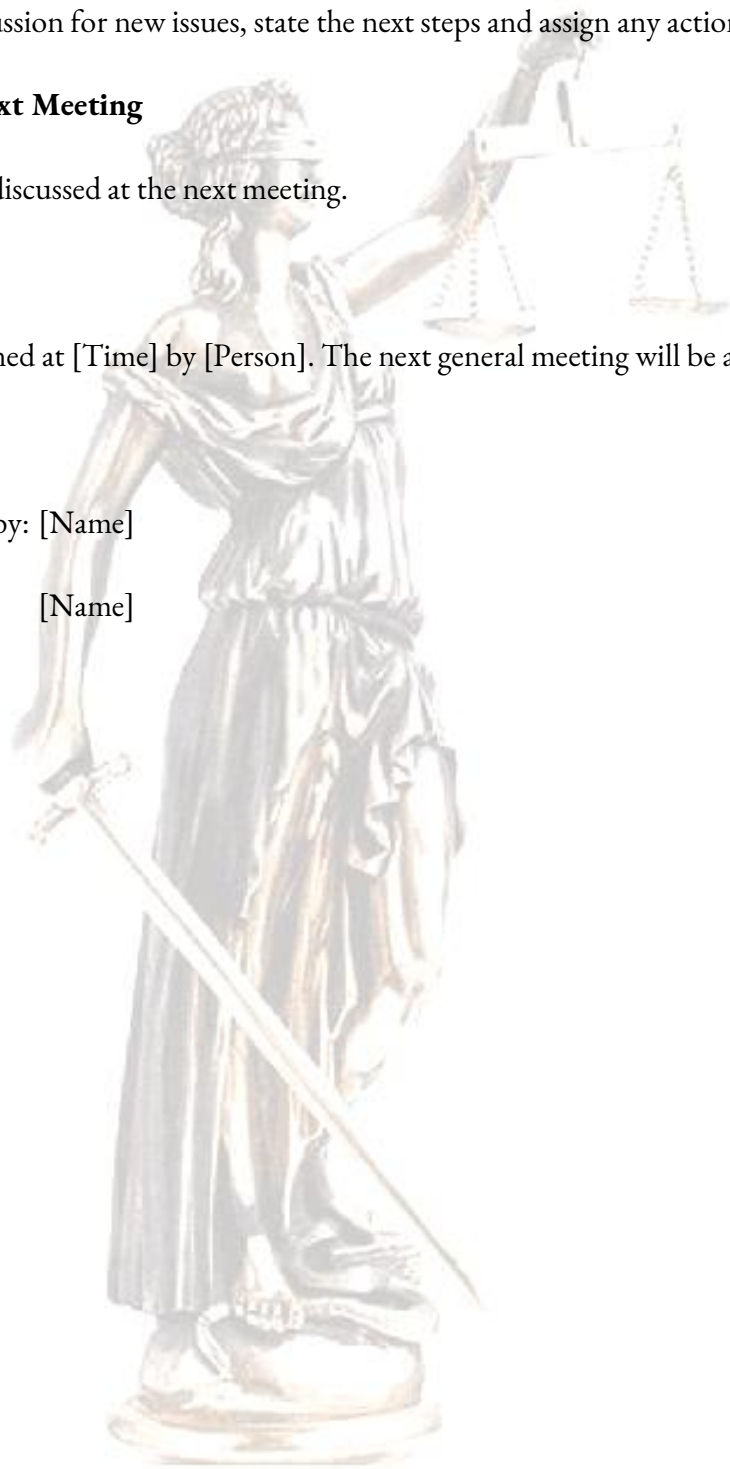 ussion for new issues, state the next steps and assign any action
xt Meeting
discussed at the next meeting.
ned at [Time] by [Person]. The next general meeting will be a
by: [Name]
[Name]